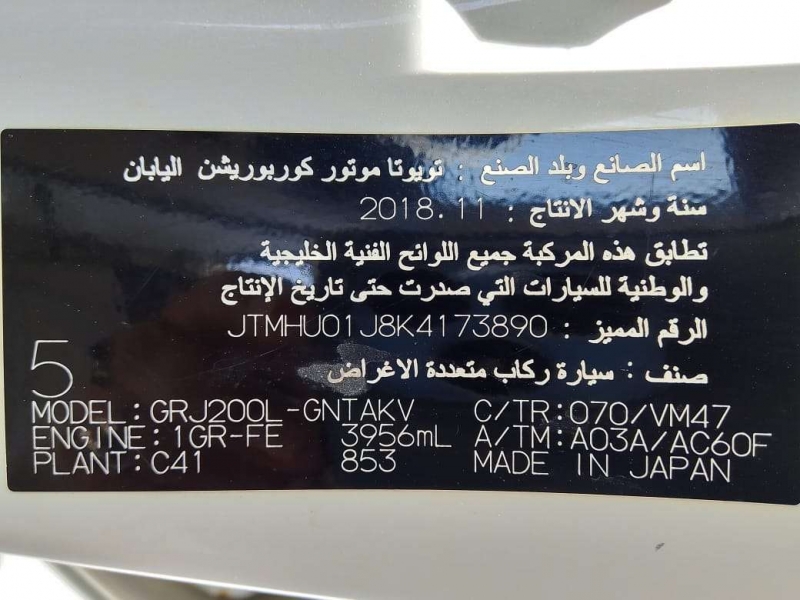 اسم الصانع وبلد الصنع : تويوتا موتور كوربوريشن اليابان
سنة وشهر الانتاج : 2018.11
تطابق هذه المركبة جميع اللوائح الفنية الخليجية
والوطنية للسيارات التي صدرت حتى تاريخ الإنتاج
الرقم المميز : JTMHU01J8K4173890
صنف : سيارة ركاب متعددة الاغراض
5
MODEL:GRJ200L-GNTAKV C/TR:070/VM47
ENGINE:1GR-FE 3956mL A/TM:A03A/AC60F
PLANT:C41 853 MADE IN JAPAN